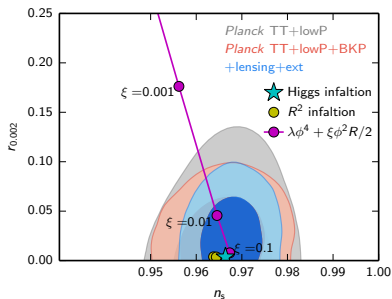 0.25
0.20
0.15
0.10
0.05
0.00
r0.002
Planck TT+lowP
Planck TT+lowP+BKP
+lensing+ext
Higgs infaltion
R² infaltion
λϕ⁴ + ξϕ²R/2
ξ=0.001
ξ=0.01
ξ=0.1
0.95 0.96 0.97 0.98 0.99 1.00
ns